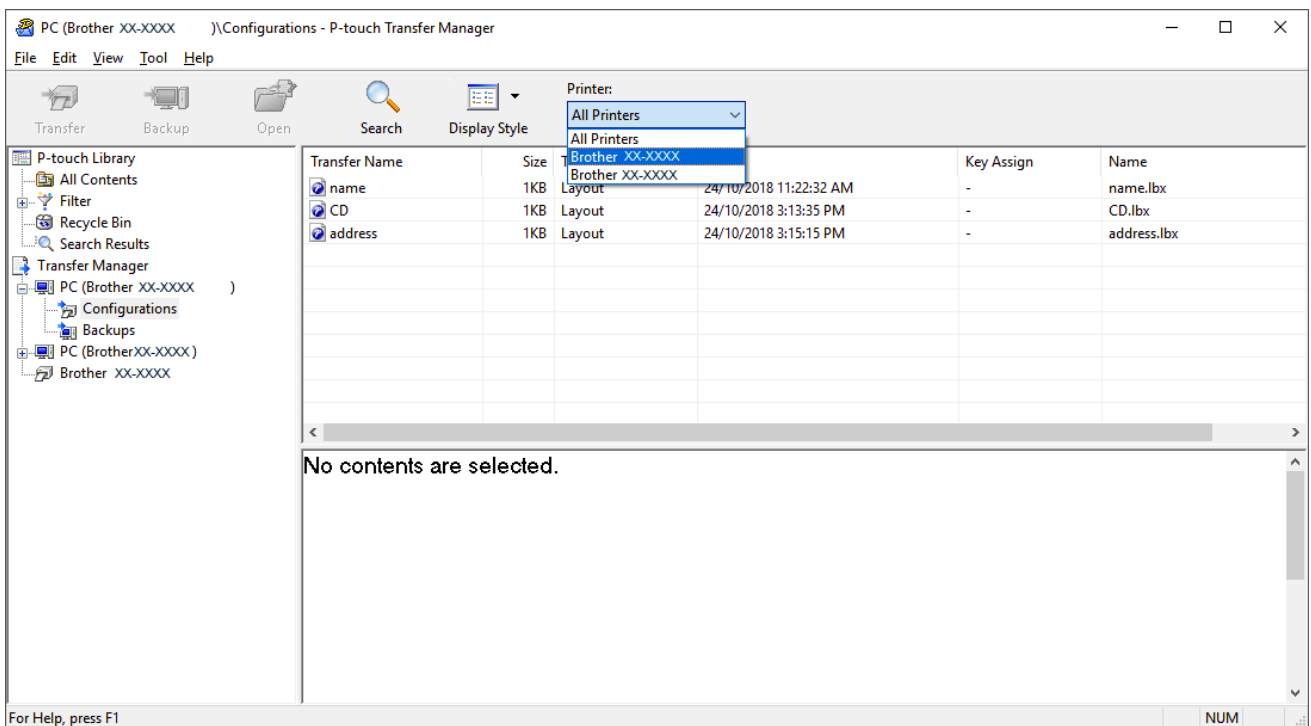 PC (Brother XX-XXXX )\Configurations - P-touch Transfer Manager
File Edit View Tool Help
Printer:
All Printers
Transfer Backup Open Search Display Style
All Printers
Brother XX-XXXX
Brother XX-XXXX
P-touch Library
All Contents
Filter
Recycle Bin
Search Results
Transfer Manager
PC (Brother XX-XXXX )
Configurations
Backups
PC (BrotherXX-XXXX)
Brother XX-XXXX
Transfer Name Size Key Assign Name
name 1KB Layout 24/10/2018 11:22:32 AM - name.lbx
CD 1KB Layout 24/10/2018 3:13:35 PM - CD.lbx
address 1KB Layout 24/10/2018 3:15:15 PM - address.lbx
No contents are selected.
For Help, press F1 NUM